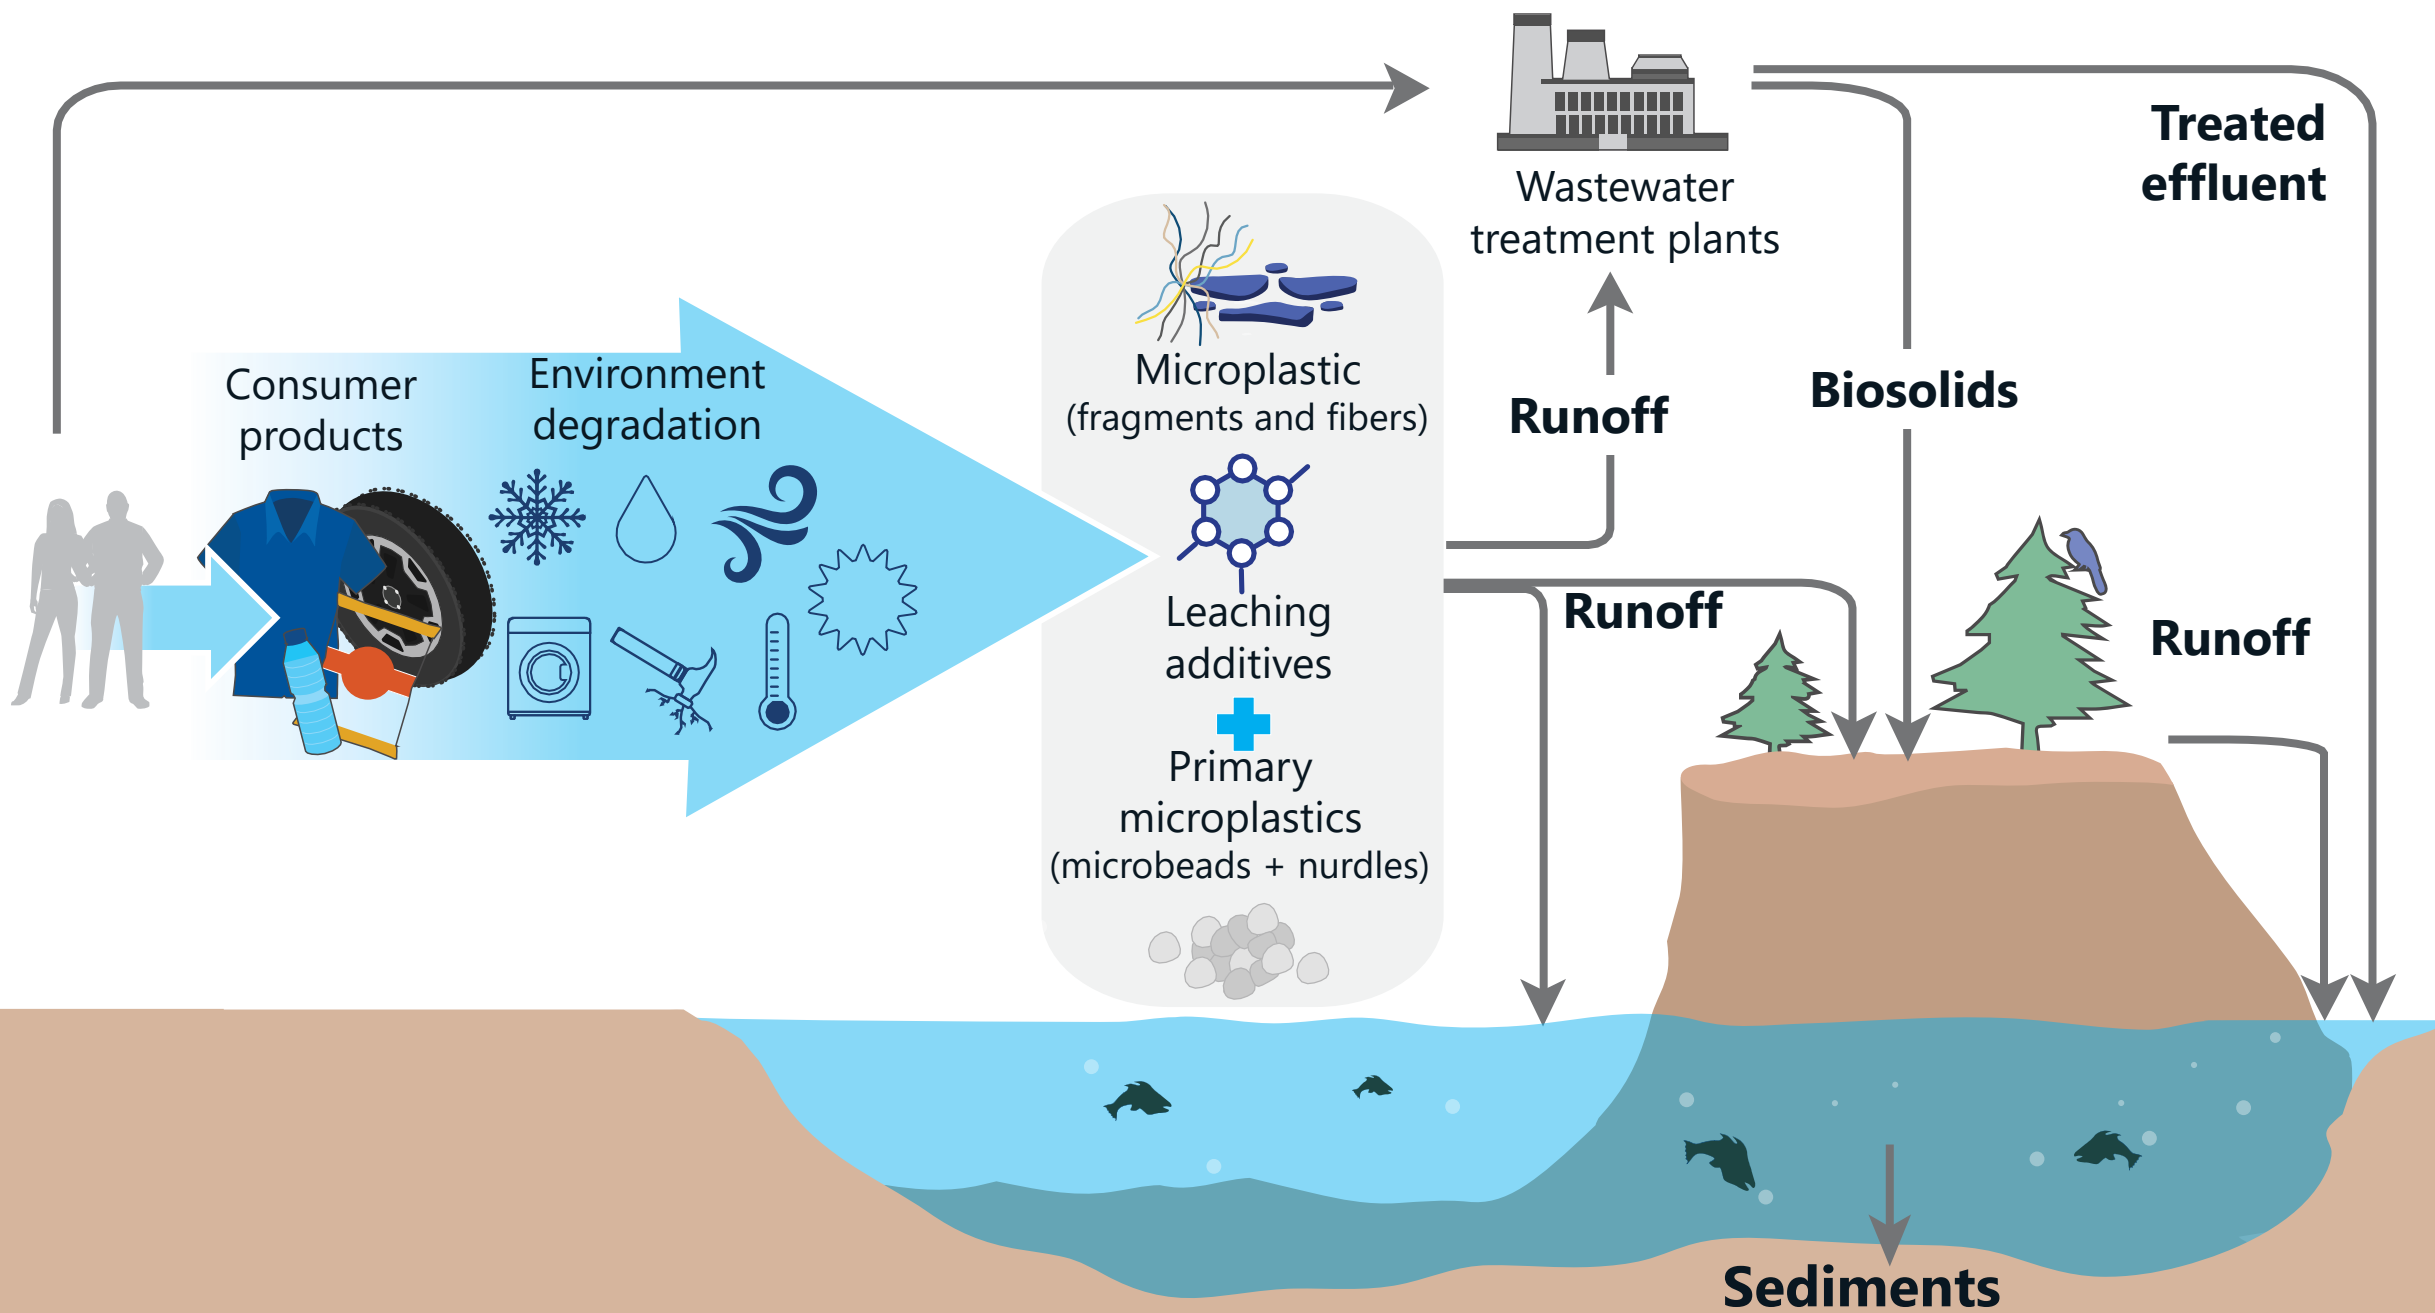 Treated
effluent
Wastewater
treatment plants
Consumer
products
Environment
degradation
Microplastic
(fragments and fibers)
Leaching
additives
Primary
microplastics
(microbeads + nurdles)
Runoff
Biosolids
Runoff
Runoff
Sediments